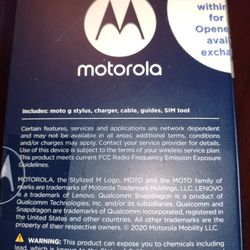 within
for
Opene
avai
excha
motorola
Includes: moto g stylus, charger, cable, guides, SIM tool
Certain features, services and applications are network dependent
and may not be available in all areas; additional terms, conditions
and/or charges may apply. Contact your service provider for details.
Use of this device is subject to the terms of your wireless service plan.
This product meets current FCC Radio Frequency Emission Exposure
Guidelines.
MOTOROLA, the Stylized M Logo, MOTO and the MOTO family of
marks are trademarks of Motorola Trademark Holdings, LLC. LENOVO
is a trademark of Lenovo. Qualcomm Snapdragon is a product of
Qualcomm Technologies, Inc. and/or its subsidiaries. Qualcomm and
Snapdragon are trademarks of Qualcomm Incorporated, registered in
the United States and other countries. All other trademarks are the
property of their respective owners. © 2020 Motorola Mobility LLC.
WARNING: This product can expose you to chemicals including